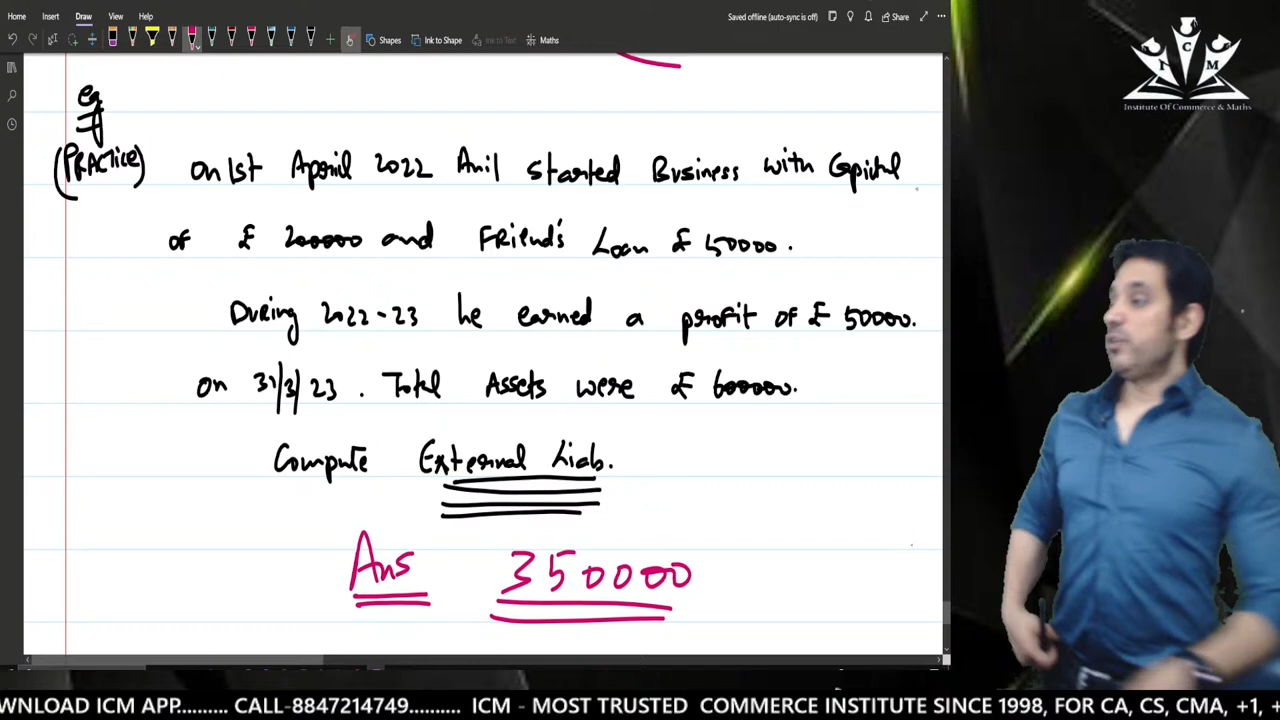 Home Insert Draw View Help
Saved offline (auto-sync is off)
Share
Shapes Ink to Shape Ink to Text Maths
eg
(PRACTICE) On 1st April 2022 Anil started Business with Capital
of £ 200000 and Friend's Loan £ 50000.
During 2022-23 he earned a profit of £ 50000.
on 31/3/23. Total Assets were £ 600000.
Compute External Liab.
Ans 350000
I C M
Institute Of Commerce & Maths
WNLOAD ICM APP......... CALL-8847214749. ICM - MOST TRUSTED COMMERCE INSTITUTE SINCE 1998, FOR CA, CS, CMA, +1, +